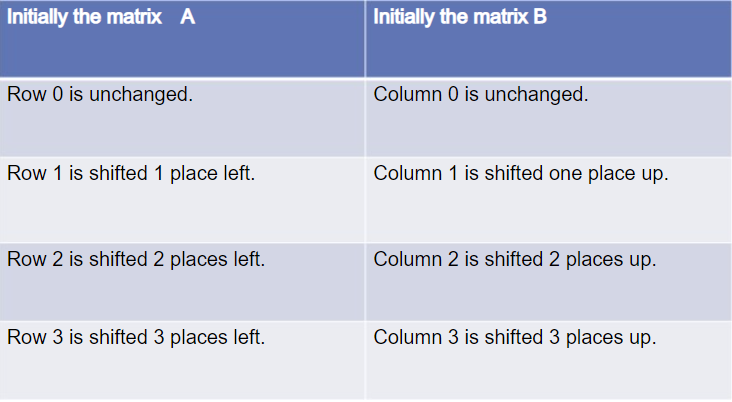 Initially the matrix A
Initially the matrix B
Row 0 is unchanged.
Column 0 is unchanged.
Row 1 is shifted 1 place left.
Column 1 is shifted one place up.
Row 2 is shifted 2 places left.
Column 2 is shifted 2 places up.
Row 3 is shifted 3 places left.
Column 3 is shifted 3 places up.